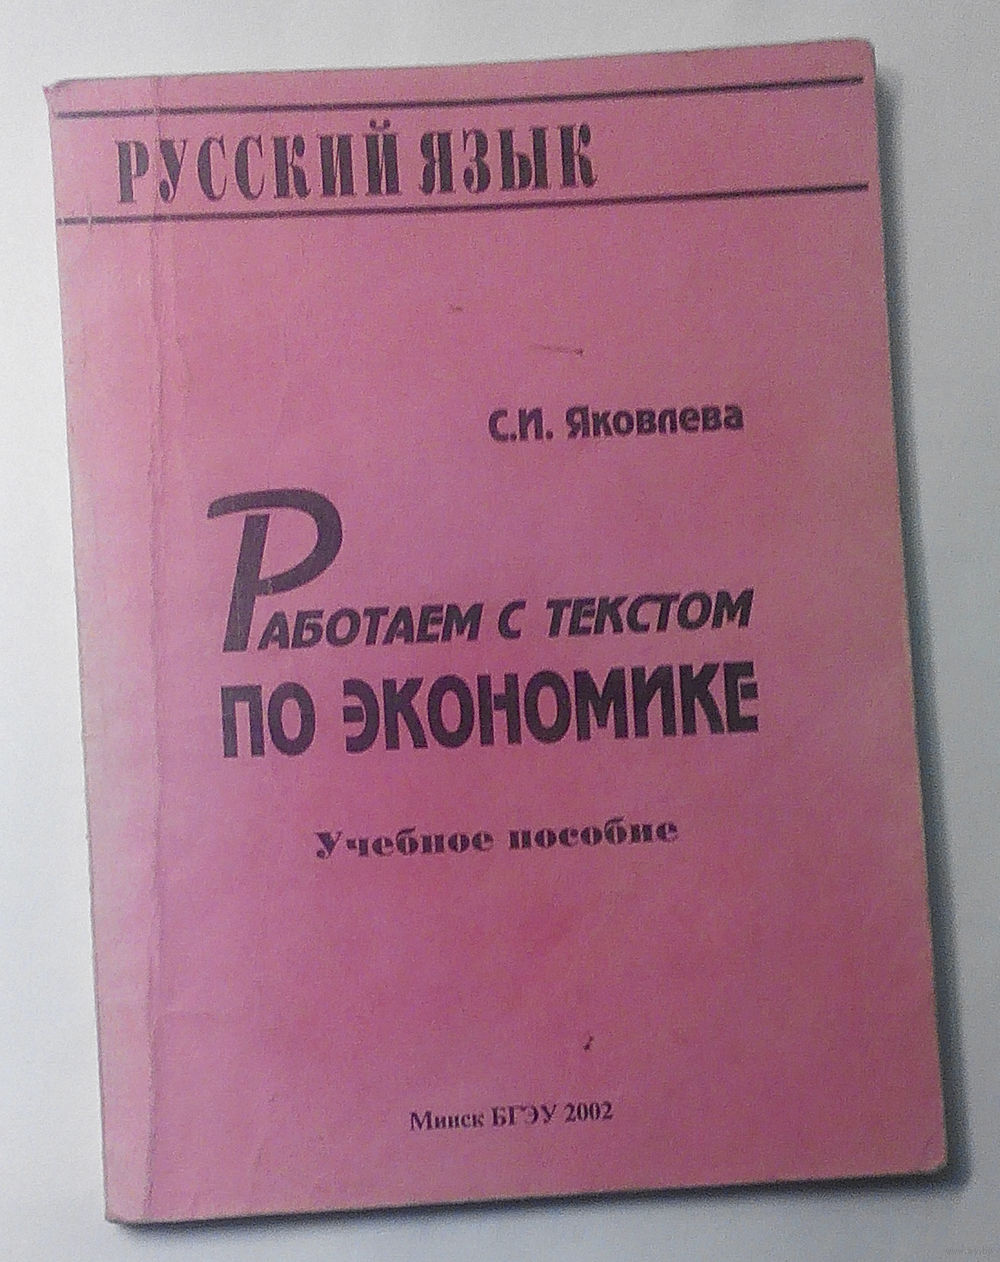 РУССКИЙ ЯЗЫК
С.И. Яковлева
РАБОТАЕМ С ТЕКСТОМ
ПО ЭКОНОМИКЕ
Учебное пособие
Минск БГЭУ 2002